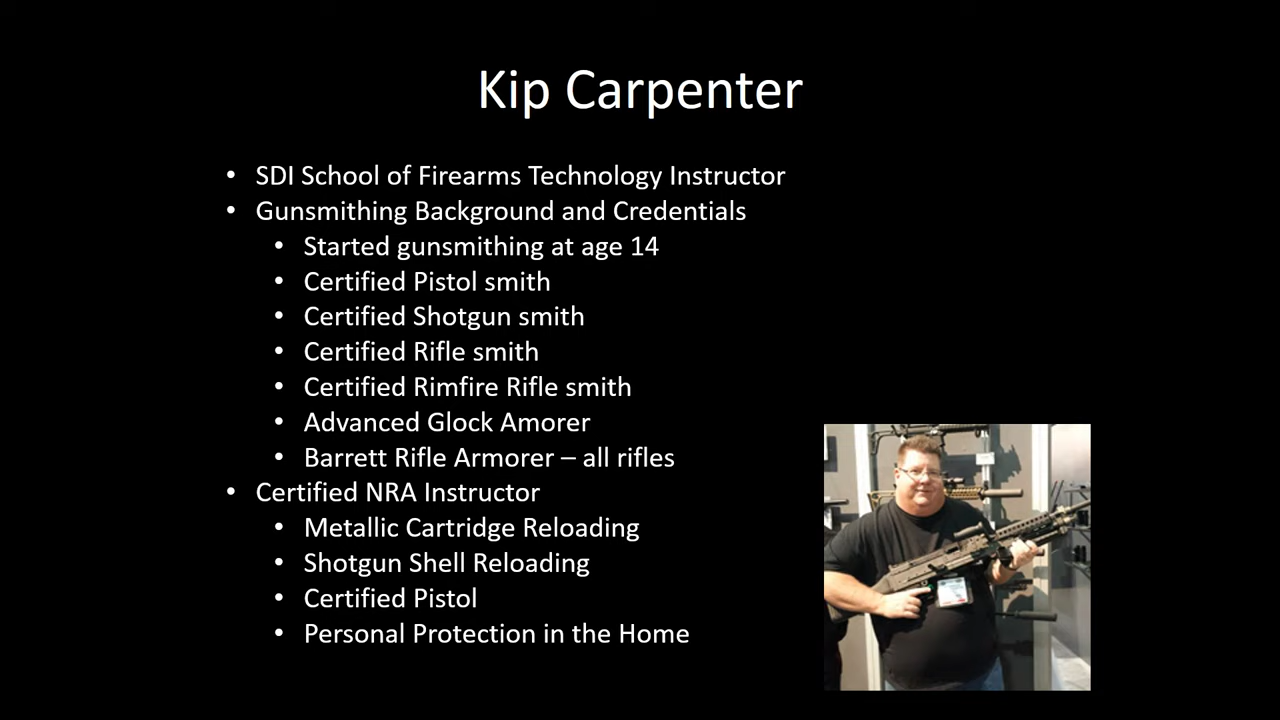 Kip Carpenter
• SDI School of Firearms Technology Instructor
• Gunsmithing Background and Credentials
• Started gunsmithing at age 14
• Certified Pistol smith
• Certified Shotgun smith
• Certified Rifle smith
• Certified Rimfire Rifle smith
• Advanced Glock Amorer
• Barrett Rifle Armorer – all rifles
• Certified NRA Instructor
• Metallic Cartridge Reloading
• Shotgun Shell Reloading
• Certified Pistol
• Personal Protection in the Home